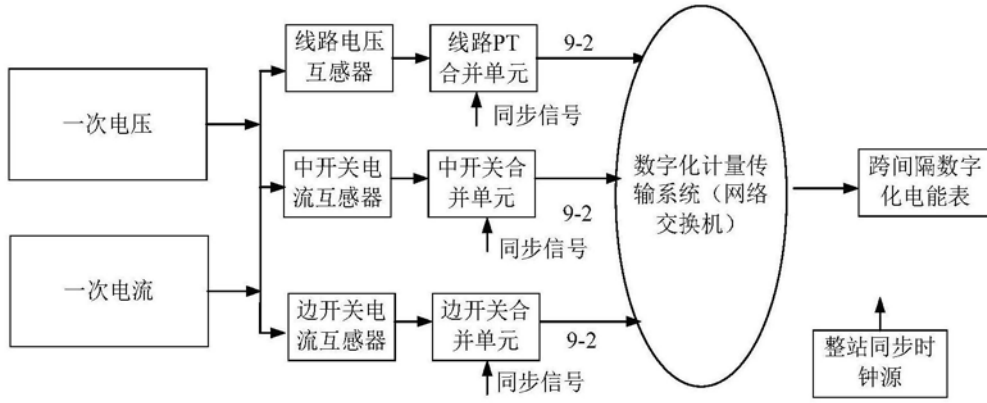 一次电压
一次电流
线路电压
互感器
线路PT
合并单元
9-2
同步信号
中开关电
流互感器
中开关合
并单元
9-2
同步信号
边开关电
流互感器
边开关合
并单元
9-2
同步信号
数字化计量传
输系统（网络
交换机）
跨间隔数字
化电能表
整站同步时
钟源